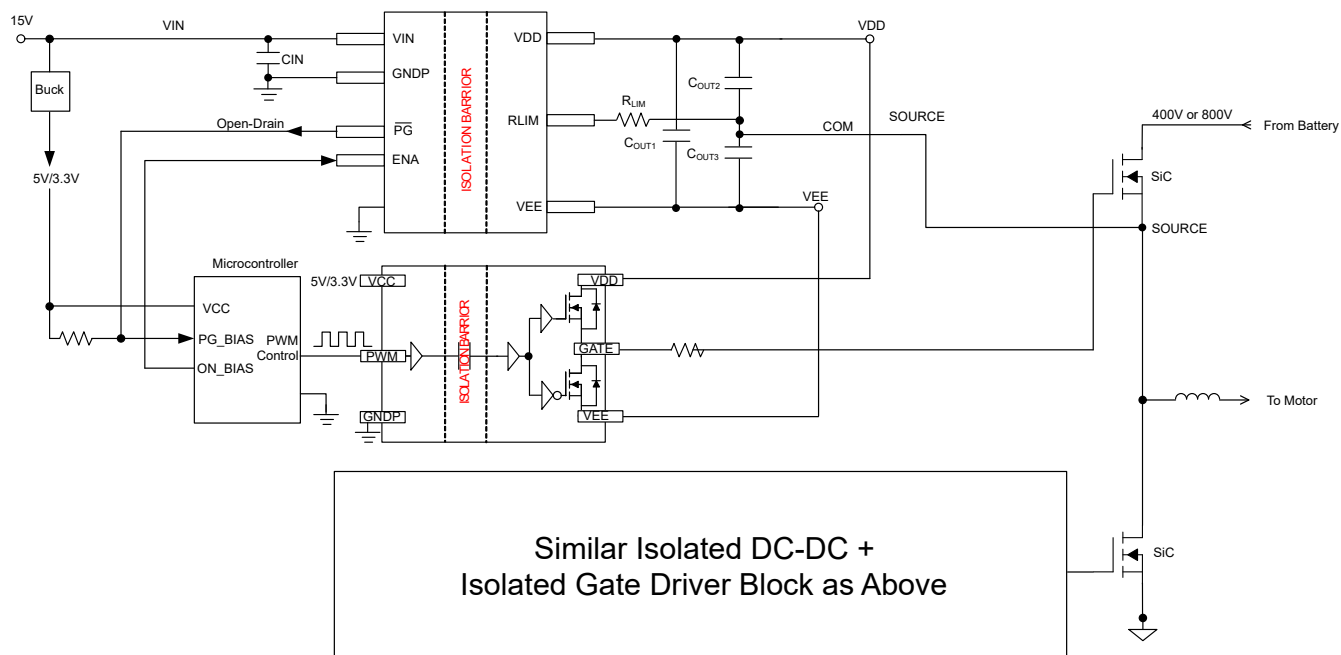 15V
VIN
VIN
GNDP
PG
ENA
ISOLATION BARRIOR
VDD
RLIM
VEE
CIN
Buck
Open-Drain
5V/3.3V
RLIM
COUT1
COUT2
COUT3
VDD
COM
SOURCE
VEE
400V or 800V
From Battery
SiC
SOURCE
Microcontroller
VCC
PG_BIAS
ON_BIAS
PWM
Control
5V/3.3V
VCC
PWM
GNDP
ISOLATION BARRIOR
VDD
GATE
VEE
To Motor
SiC
Similar Isolated DC-DC +
Isolated Gate Driver Block as Above